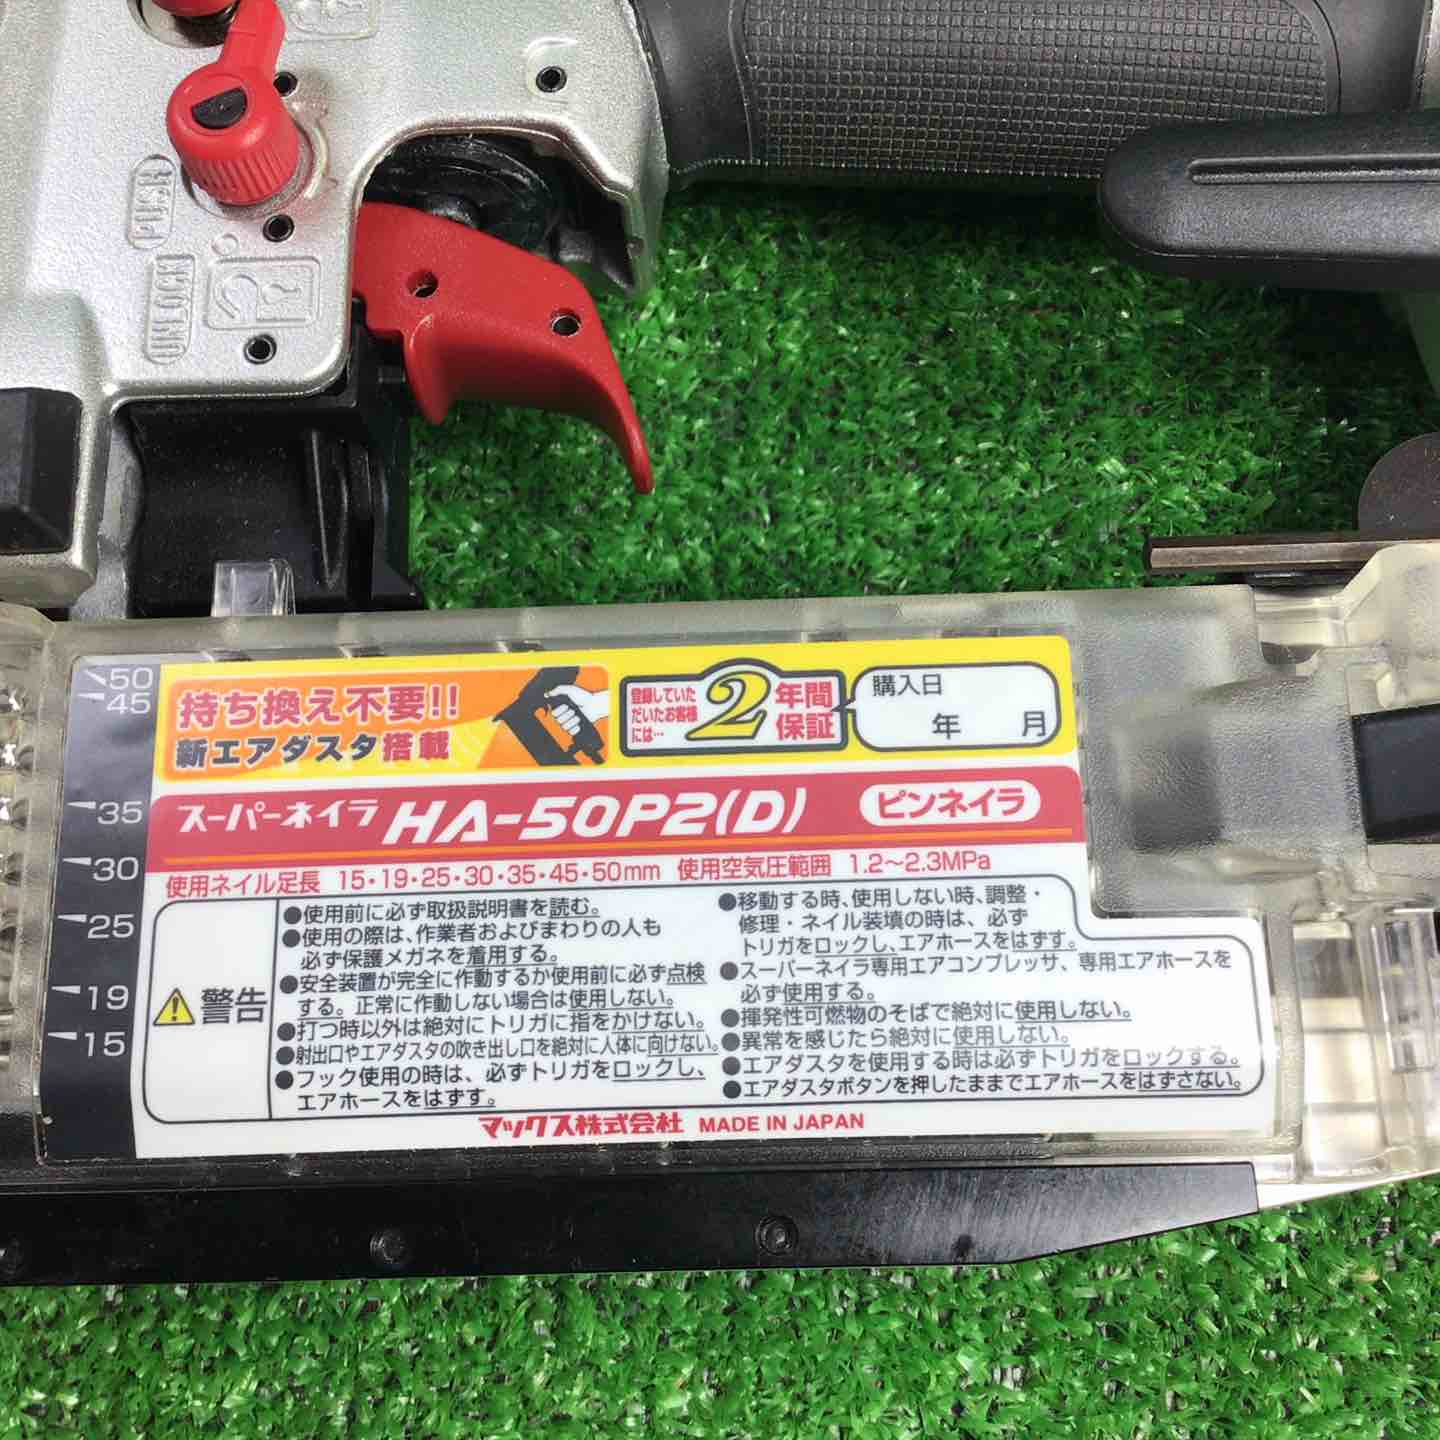 PUSH
UNLOCK
50
45
35
30
25
19
15
持ち換え不要!!
新エアダスタ搭載
登録していた
だいたお客様
には…
2年間
保証
購入日
年 月
スーパーネイラ HA-50P2(D) ピンネイラ
使用ネイル足長 15・19・25・30・35・45・50mm 使用空気圧範囲 1.2〜2.3MPa
警告
●使用前に必ず取扱説明書を読む。
●使用の際は、作業者およびまわりの人も
必ず保護メガネを着用する。
●安全装置が完全に作動するか使用前に必ず点検
する。正常に作動しない場合は使用しない。
●打つ時以外は絶対にトリガに指をかけない。
●射出口やエアダスタの吹き出し口を絶対に人体に向けない。
●フック使用の時は、必ずトリガをロックし、
エアホースをはずす。
●移動する時、使用しない時、調整・
修理・ネイル装填の時は、必ず
トリガをロックし、エアホースをはずす。
●スーパーネイラ専用エアコンプレッサ、専用エアホースを
必ず使用する。
●揮発性可燃物のそばで絶対に使用しない。
●異常を感じたら絶対に使用しない。
●エアダスタを使用する時は必ずトリガをロックする。
●エアダスタボタンを押したままでエアホースをはずさない。
マックス株式会社 MADE IN JAPAN